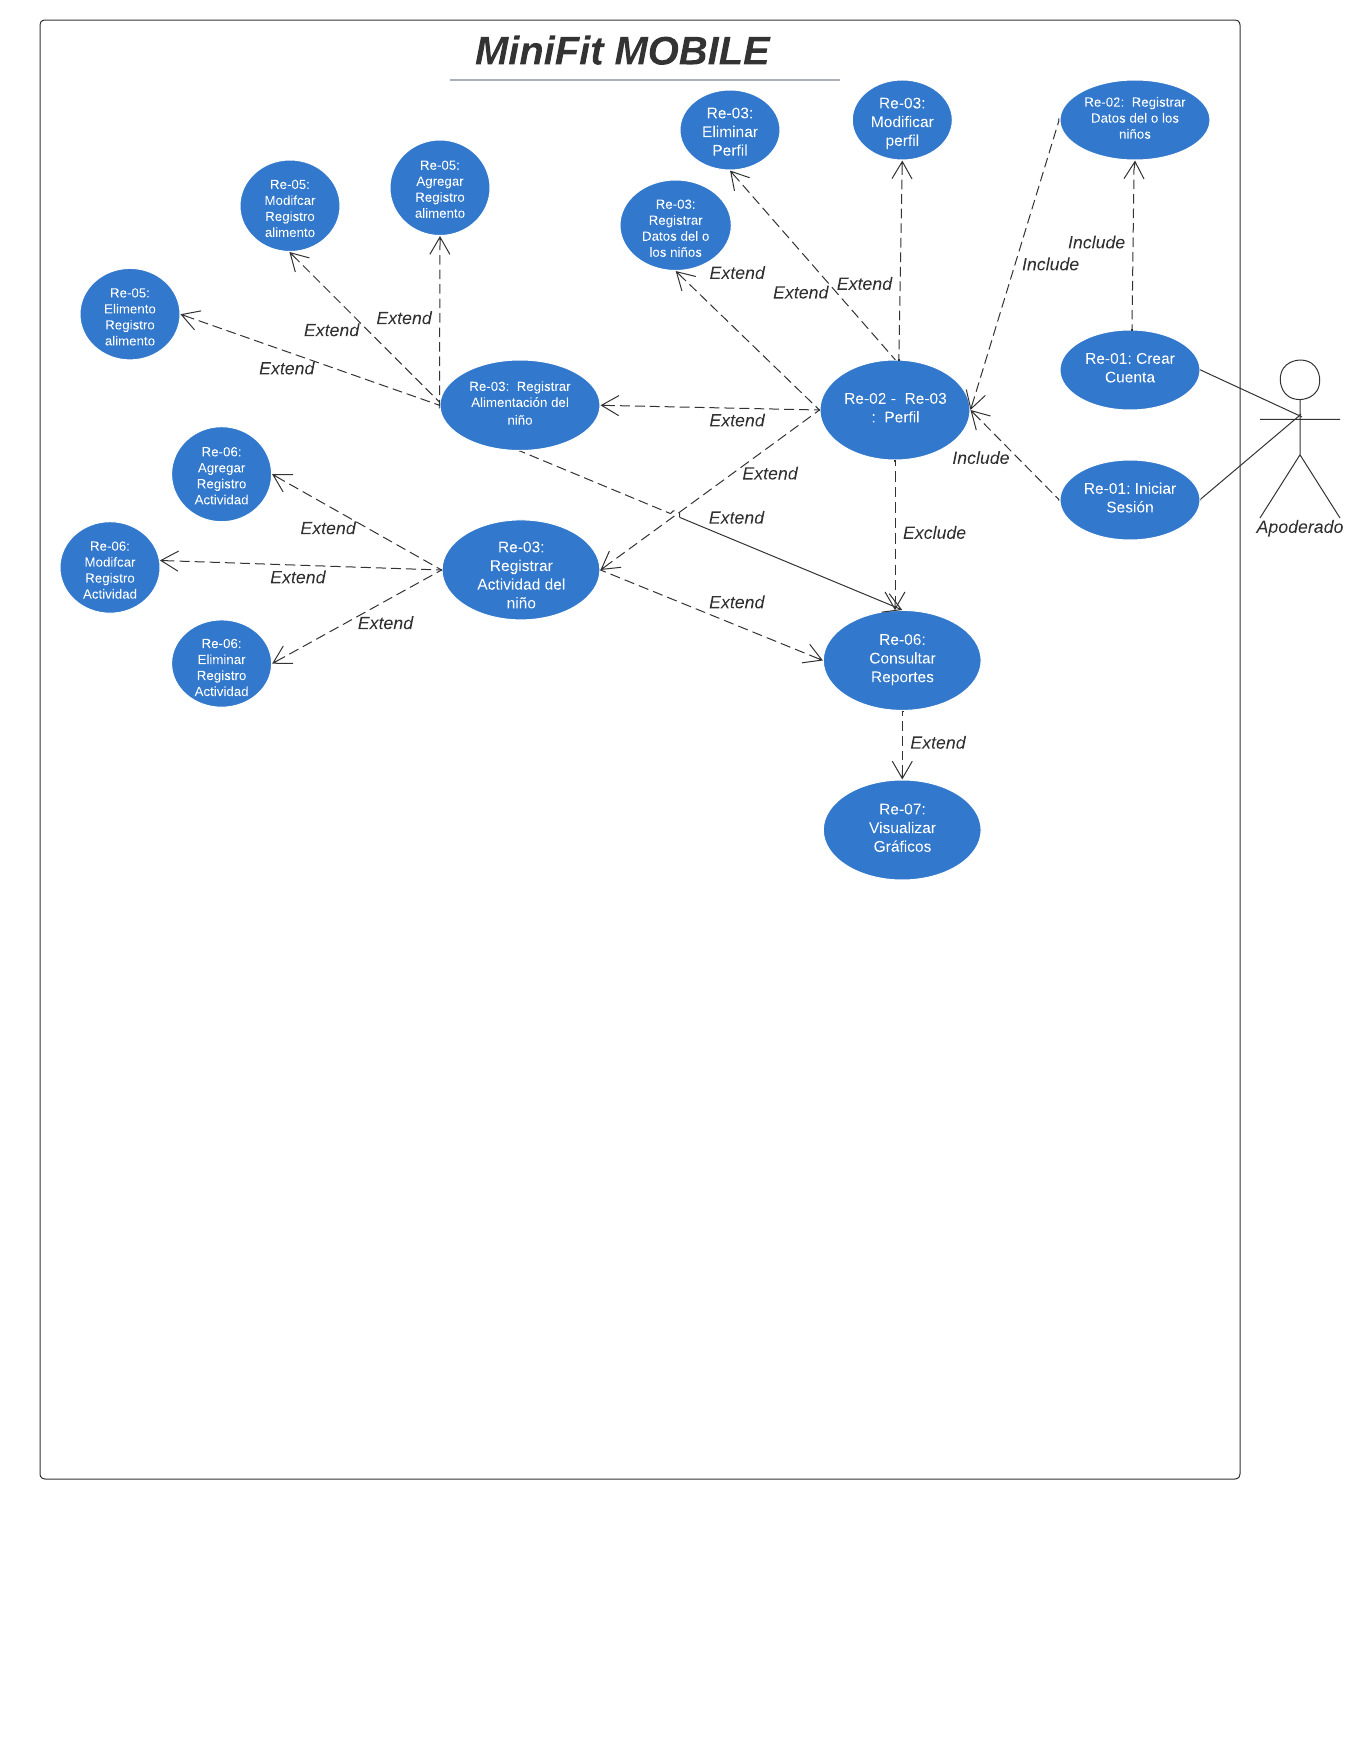 MiniFit MOBILE
Re-03:
Eliminar
Perfil
Re-03:
Modificar
perfil
Re-02:  Registrar
Datos del o los
niños
Re-05:
Agregar
Registro
alimento
Re-05:
Modifcar
Registro
alimento
Re-03:
Registrar
Datos del o
los niños
Include
Include
Extend
Extend
Extend
Re-05:
Elimento
Registro
alimento
Extend
Extend
Extend
Re-03:  Registrar
Alimentación del
niño
Extend
Re-02 -  Re-03
:  Perfil
Re-01: Crear
Cuenta
Include
Re-01: Iniciar
Sesión
Apoderado
Re-06:
Agregar
Registro
Actividad
Extend
Extend
Exclude
Extend
Re-06:
Modifcar
Registro
Actividad
Extend
Re-03:
Registrar
Actividad del
niño
Extend
Extend
Re-06:
Eliminar
Registro
Actividad
Re-06:
Consultar
Reportes
Extend
Re-07:
Visualizar
Gráficos